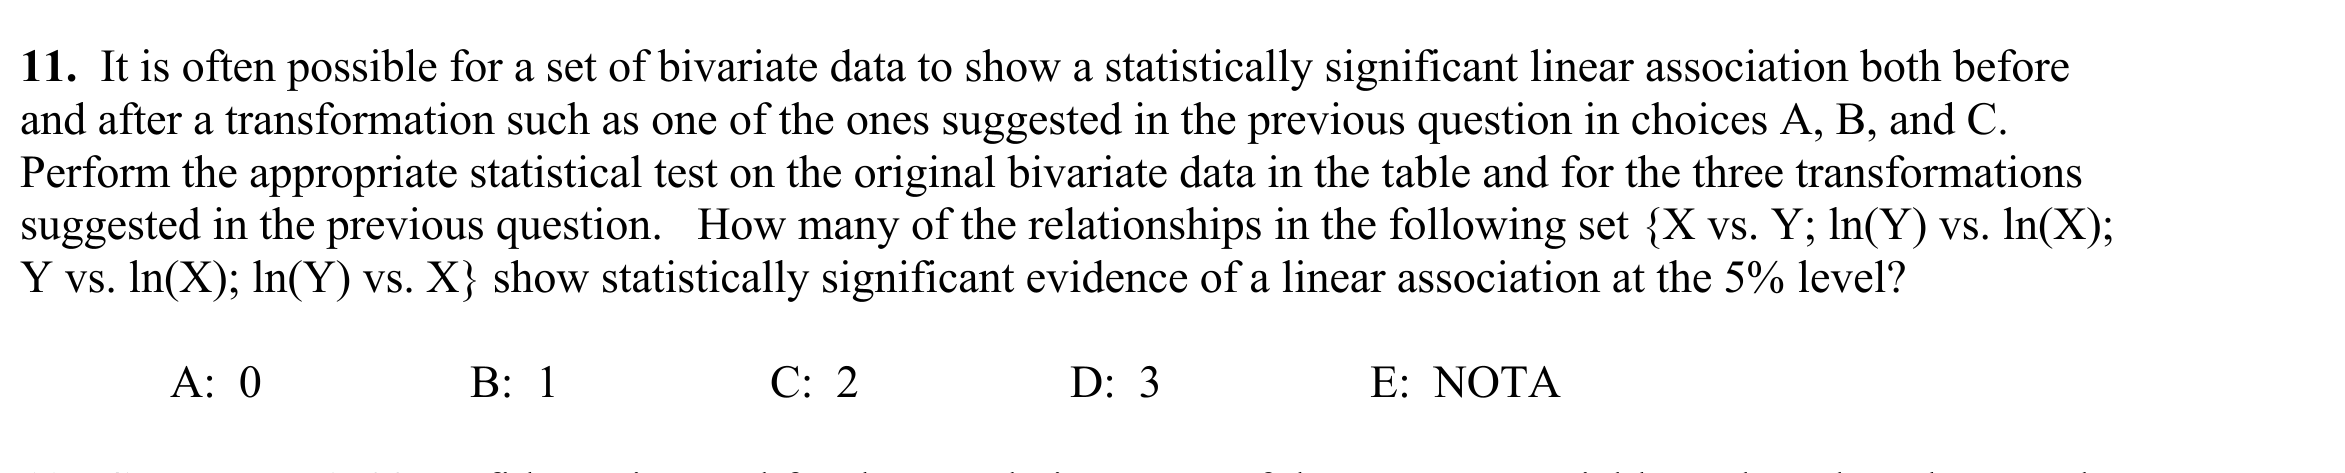 11. It is often possible for a set of bivariate data to show a statistically significant linear association both before
and after a transformation such as one of the ones suggested in the previous question in choices A, B, and C.
Perform the appropriate statistical test on the original bivariate data in the table and for the three transformations
suggested in the previous question. How many of the relationships in the following set {X vs. Y; ln(Y) vs. ln(X);
Y vs. ln(X); ln(Y) vs. X} show statistically significant evidence of a linear association at the 5% level?
A: 0 B: 1 C: 2 D: 3 E: NOTA